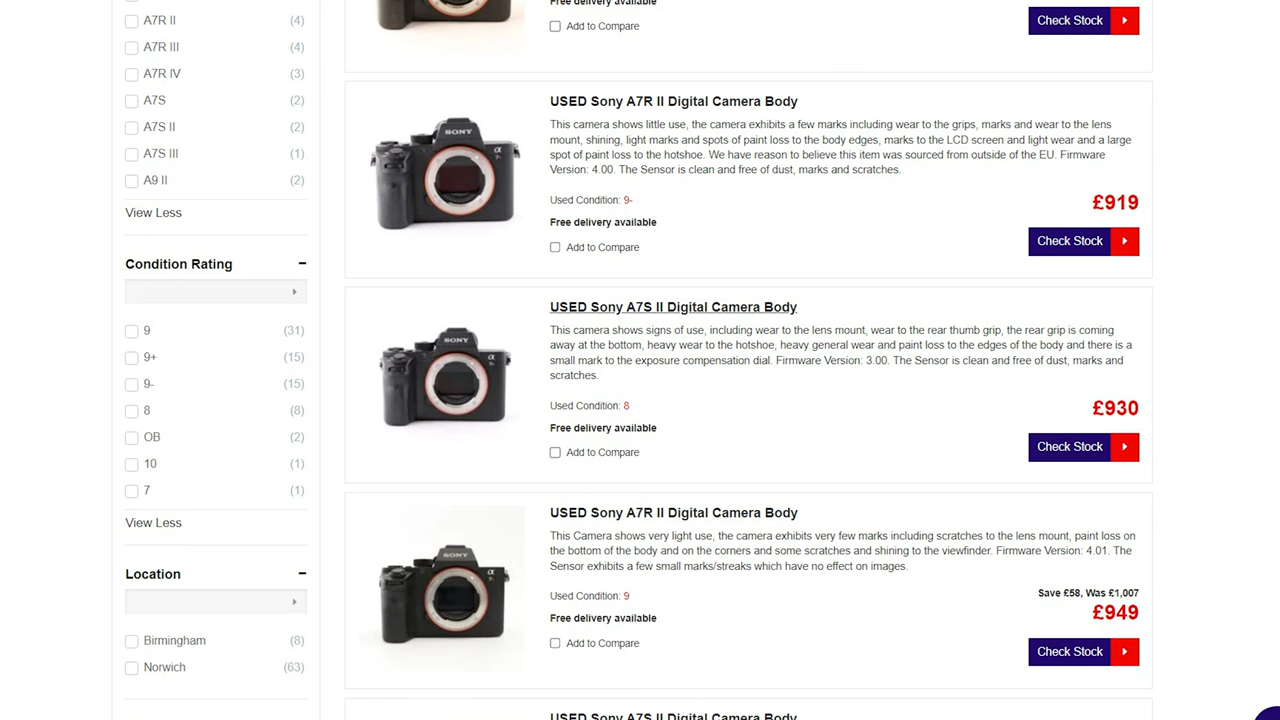 A7R II (4)
A7R III (4)
A7R IV (3)
A7S (2)
A7S II (2)
A7S III (1)
A9 II (2)
View Less
Condition Rating
9 (31)
9+ (15)
9- (15)
8 (8)
OB (2)
10 (1)
7 (1)
View Less
Location
Birmingham (8)
Norwich (63)
Free delivery available
Add to Compare
Check Stock
USED Sony A7R II Digital Camera Body
This camera shows little use, the camera exhibits a few marks including wear to the grips, marks and wear to the lens
mount, shining, light marks and spots of paint loss to the body edges, marks to the LCD screen and light wear and a large
spot of paint loss to the hotshoe. We have reason to believe this item was sourced from outside of the EU. Firmware
Version: 4.00. The Sensor is clean and free of dust, marks and scratches.
Used Condition: 9-
Free delivery available
Add to Compare
£919
Check Stock
SONY
USED Sony A7S II Digital Camera Body
This camera shows signs of use, including wear to the lens mount, wear to the rear thumb grip, the rear grip is coming
away at the bottom, heavy wear to the hotshoe, heavy general wear and paint loss to the edges of the body and there is a
small mark to the exposure compensation dial. Firmware Version: 3.00. The Sensor is clean and free of dust, marks and
scratches.
Used Condition: 8
Free delivery available
Add to Compare
£930
Check Stock
SONY
USED Sony A7R II Digital Camera Body
This Camera shows very light use, the camera exhibits very few marks including scratches to the lens mount, paint loss on
the bottom of the body and on the corners and some scratches and shining to the viewfinder. Firmware Version: 4.01. The
Sensor exhibits a few small marks/streaks which have no effect on images.
Used Condition: 9
Free delivery available
Add to Compare
Save £58, Was £1,007
£949
Check Stock
SONY
USED Sony A7S II Digital Camera Body